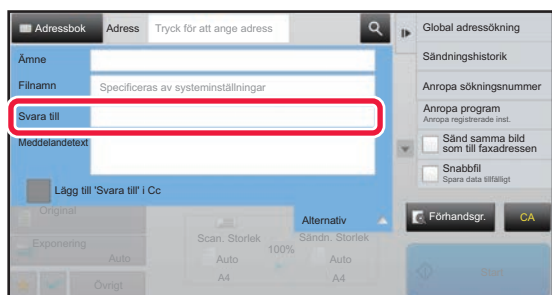 Adressbok
Adress
Tryck för att ange adress
Ämne
Filnamn
Specificeras av systeminställningar
Svara till
Meddelandetext
Lägg till 'Svara till' i Cc
Original
Alternativ
Scan. Storlek
100%
Sändn. Storlek
Exponering
Auto
Auto
Auto
A4
A4
Övrigt
Global adressökning
Sändningshistorik
Anropa sökningsnummer
Anropa program
Anropa registrerade inst.
Sänd samma bild
som till faxadressen
Snabbfil
Spara data tillfälligt
Förhandsgr.
CA
Start